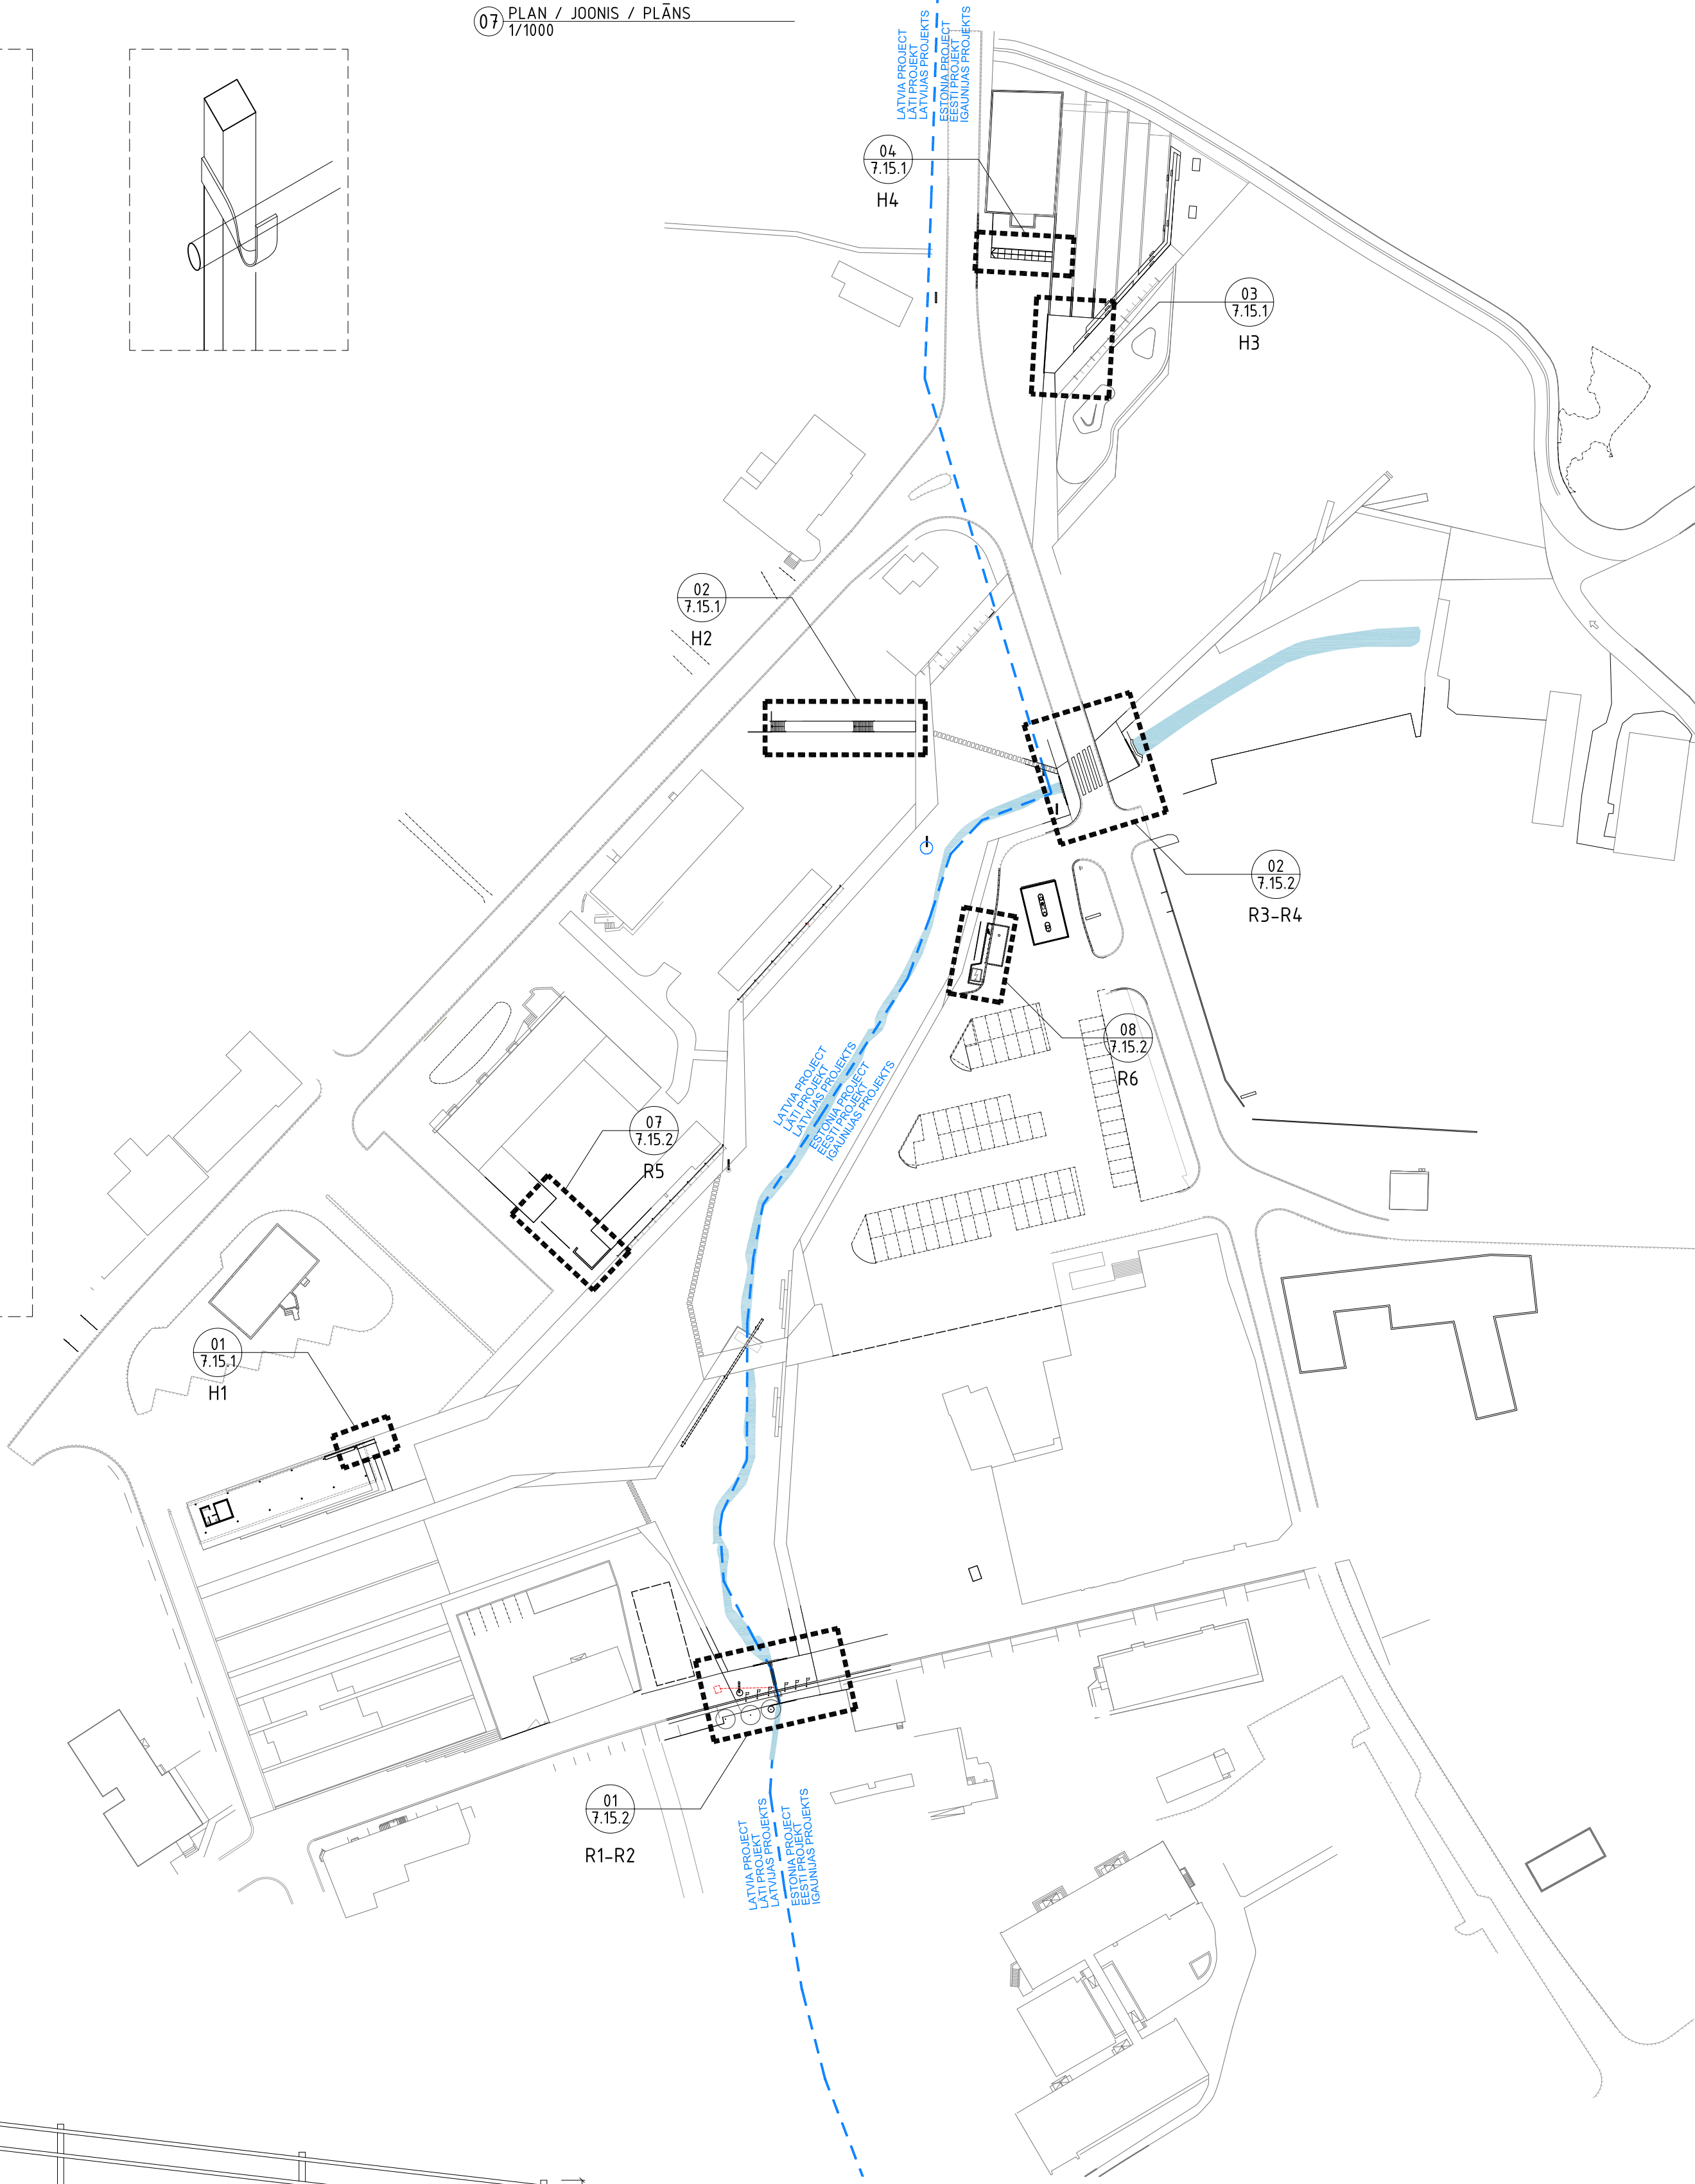 07 PLAN / JOONIS / PLĀNS
1/1000
LATVIA PROJECT
LÄTI PROJEKT
LATVIJAS PROJEKTS
ESTONIA PROJECT
EESTI PROJEKT
IGAUNIJAS PROJEKTS
04
7.15.1
H4
03
7.15.1
H3
02
7.15.1
H2
02
7.15.2
R3-R4
08
7.15.2
R6
LATVIA PROJECT
LÄTI PROJEKT
LATVIJAS PROJEKTS
ESTONIA PROJECT
EESTI PROJEKT
IGAUNIJAS PROJEKTS
07
7.15.2
R5
01
7.15.1
H1
01
7.15.2
R1-R2
LATVIA PROJECT
LÄTI PROJEKT
LATVIJAS PROJEKTS
ESTONIA PROJECT
EESTI PROJEKT
IGAUNIJAS PROJEKTS